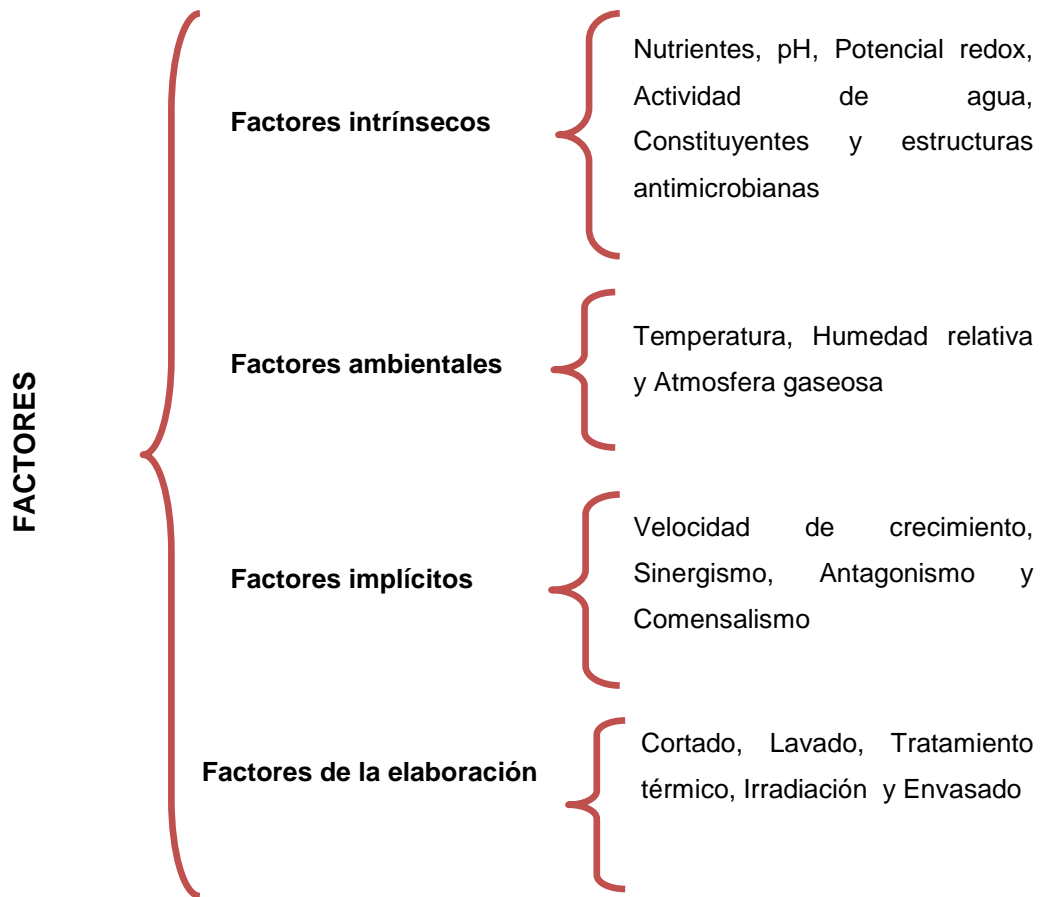 FACTORES
Factores intrínsecos
Nutrientes, pH, Potencial redox,
Actividad de agua,
Constituyentes y estructuras
antimicrobianas
Factores ambientales
Temperatura, Humedad relativa
y Atmosfera gaseosa
Factores implícitos
Velocidad de crecimiento,
Sinergismo, Antagonismo y
Comensalismo
Factores de la elaboración
Cortado, Lavado, Tratamiento
térmico, Irradiación y Envasado